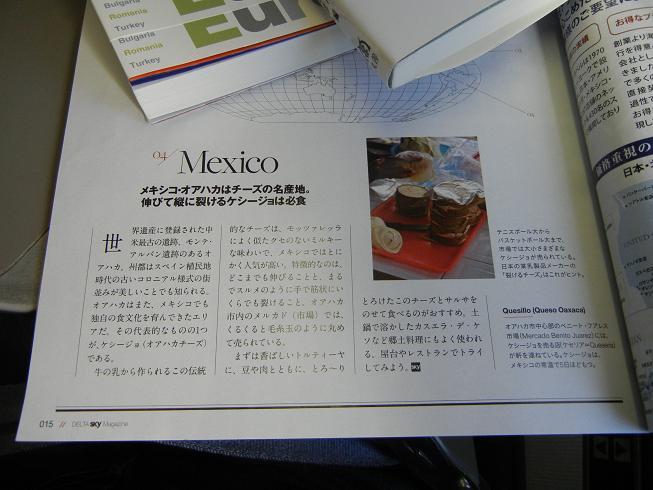 Bulgaria
Romania
Turkey
Bulgaria
Romania
Turkey
Eur
04/ Mexico
メキシコ・オアハカはチーズの名産地。
伸びて縦に裂けるケシージョは必食
世界遺産に登録された中
米最古の遺跡、モンテ・
アルバン遺跡のあるオ
アハカ。州都はスペイン植民地
時代の古いコロニアル様式の街
並みが美しいことでも知られる。
オアハカはまた、メキシコでも
独自の食文化を育んできたエリ
アだ。その代表的なものの1つ
が、ケシージョ(オアハカチーズ)
である。
牛の乳から作られるこの伝統
的なチーズは、モッツァレッラ
によく似たクセのないミルキー
な味わいで、メキシコではとに
かく人気が高い。特徴的なのは、
どこまでも伸びることと、まる
でスルメのように手で筋状にい
くらでも裂けること。オアハカ
市内のメルカド(市場)では、
くるくると毛糸玉のように丸め
て売られている。
まずは香ばしいトルティーヤ
に、豆や肉とともに、とろ〜り
とろけたこのチーズとサルサを
のせて食べるのがおすすめ。土
鍋で溶かしたカスエラ・デ・ケ
ソなど郷土料理にもよく使われ
る。屋台やレストランでトライ
してみよう。sky
テニスボール大から
バスケットボール大まで、
市場では大小さまざまな
ケシージョが売られている。
日本の某乳製品メーカーの
「裂けるチーズ」はこれがヒント。
Quesillo (Queso Oaxaca)
オアハカ市中心部のベニート・フアレス
市場(Mercado Benito Juarez)には、
ケシージョを売る店(ケセリア=Queseria)
が軒を連ねている。ケシージョは、
メキシコの常温で5日ほどもつ。
015 // DELTA sky Magazine